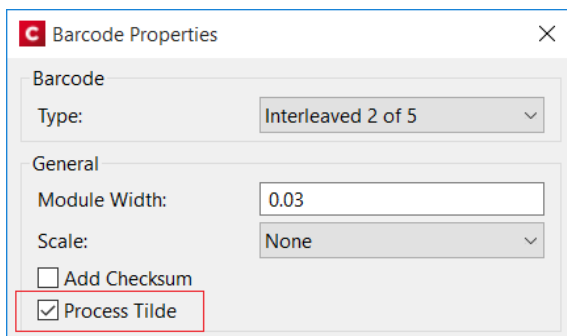 C Barcode Properties
Barcode
Type: Interleaved 2 of 5
General
Module Width: 0.03
Scale: None
Add Checksum
Process Tilde